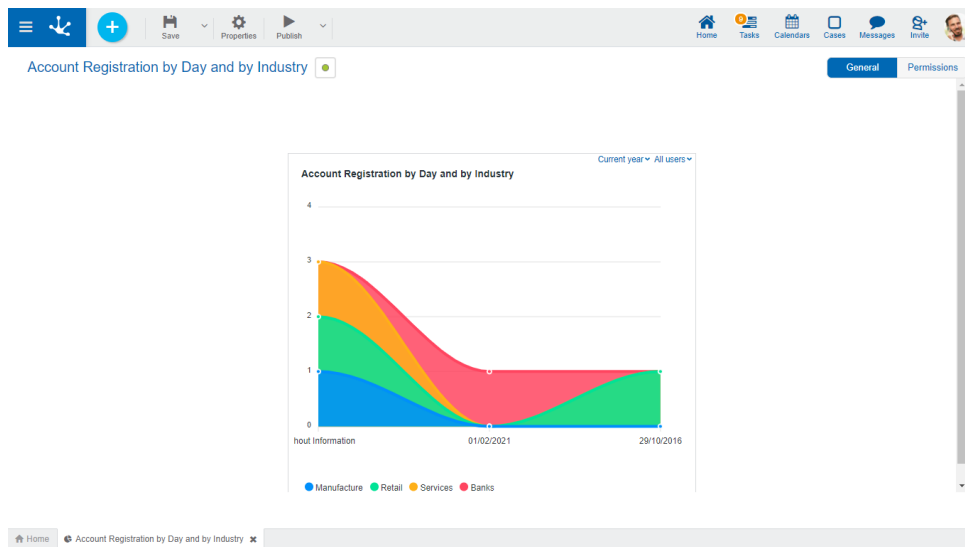 Save
Properties
Publish
Home
9
Tasks
Calendars
Cases
Messages
Invite
Account Registration by Day and by Industry
General
Permissions
Current year All users
Account Registration by Day and by Industry
4
3
2
1
0
hout Information 01/02/2021 29/10/2016
Manufacture Retail Services Banks
Home
Account Registration by Day and by Industry